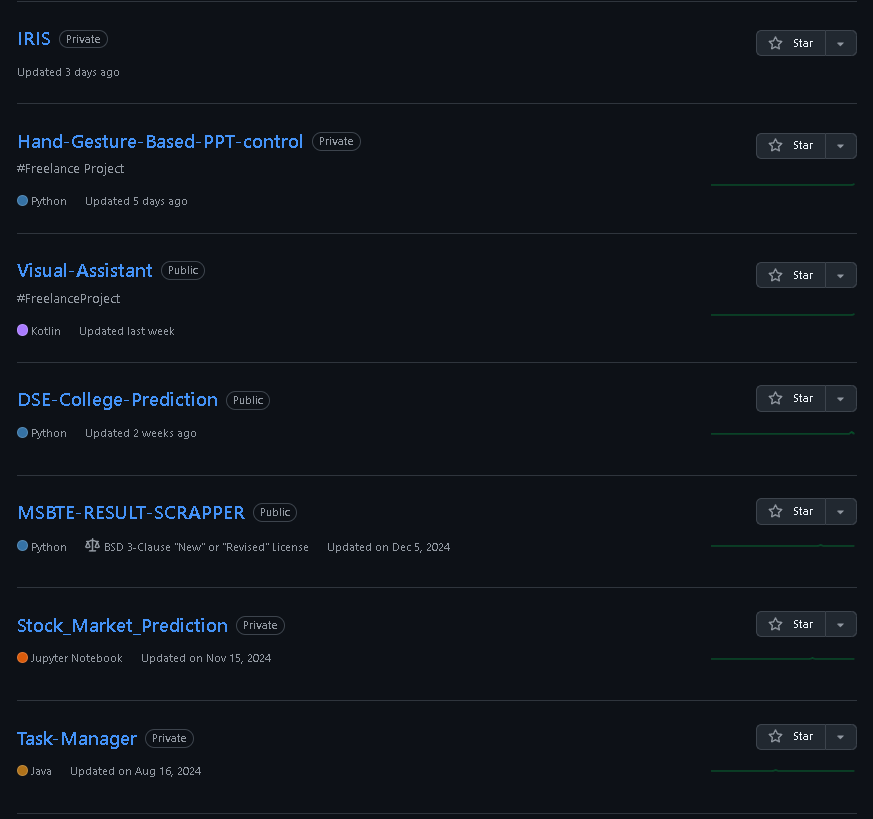 IRIS Private Star
Updated 3 days ago
Hand-Gesture-Based-PPT-control Private Star
#Freelance Project
Python Updated 5 days ago
Visual-Assistant Public Star
#FreelanceProject
Kotlin Updated last week
DSE-College-Prediction Public Star
Python Updated 2 weeks ago
MSBTE-RESULT-SCRAPPER Public Star
Python BSD 3-Clause "New" or "Revised" License Updated on Dec 5, 2024
Stock_Market_Prediction Private Star
Jupyter Notebook Updated on Nov 15, 2024
Task-Manager Private Star
Java Updated on Aug 16, 2024